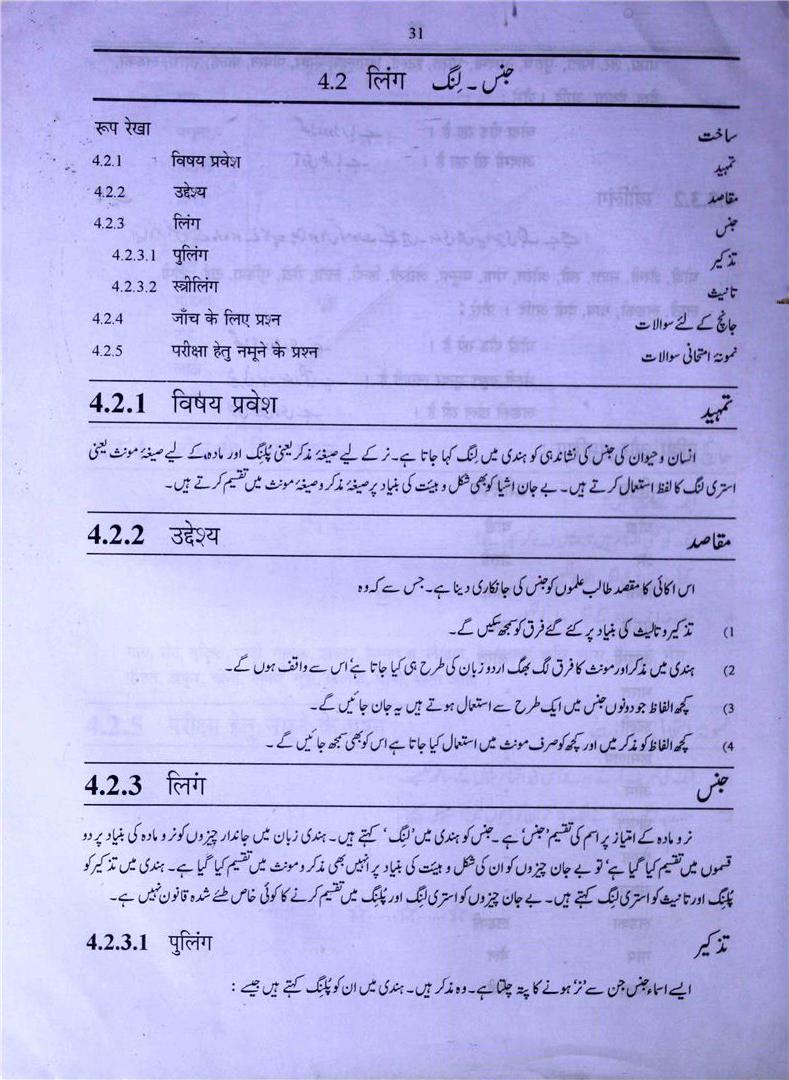 31
4.2 लिंग جنس ۔ لِنگ
रूप रेखा ساخت
4.2.1 विषय प्रवेश تمہید
4.2.2 उद्देश्य مقاصد
4.2.3 लिंग جنس
4.2.3.1 पुलिंग تذکیر
4.2.3.2 स्त्रीलिंग تانیث
4.2.4 जाँच के लिए प्रश्न جانچ کے لئے سوالات
4.2.5 परीक्षा हेतु नमूने के प्रश्न نمونۂ امتحانی سوالات
4.2.1 विषय प्रवेश تمہید
انسان و حیوان کی جنس کی نشاندہی کو ہندی میں لِنگ کہا جاتا ہے۔ نر کے لیے صیغۂ مذکر یعنی پُلِنگ اور مادہ کے لیے صیغۂ مونث یعنی
استری لنگ کا لفظ استعمال کرتے ہیں۔ بے جان اشیا کو بھی شکل و ہیئت کی بنیاد پر صیغۂ مذکر و صیغۂ مونث میں تقسیم کرتے ہیں۔
4.2.2 उद्देश्य مقاصد
اس اکائی کا مقصد طالب علموں کو جنس کی جانکاری دینا ہے۔ جس سے کہ وہ
1) تذکیر و تالیث کی بنیاد پر کئے گئے فرق کو سمجھ سکیں گے۔
2) ہندی میں مذکر اور مونث کا فرق لگ بھگ اردو زبان کی طرح ہی کیا جاتا ہے' اس سے واقف ہوں گے۔
3) کچھ الفاظ جو دونوں جنس میں ایک طرح سے استعمال ہوتے ہیں یہ جان جائیں گے۔
4) کچھ الفاظ کو مذکر میں اور کچھ کو صرف مونث میں استعمال کیا جاتا ہے اس کو بھی سمجھ جائیں گے ۔
4.2.3 लिगं جنس
نر و مادہ کے امتیاز پر اسم کی تقسیم 'جنس' ہے ۔ جنس کو ہندی میں 'لِنگ' کہتے ہیں۔ ہندی زبان میں جاندار چیزوں کو نر و مادہ کی بنیاد پر دو
قسموں میں تقسیم کیا گیا ہے' تو بے جان چیزوں کو ان کی شکل و ہیئت کی بنیاد پر انہیں بھی مذکر و مونث میں تقسیم کیا گیا ہے۔ ہندی میں تذکیر کو
پُلِنگ اور تانیث کو استری لِنگ کہتے ہیں۔ بے جان چیزوں کو استری لِنگ اور پُلِنگ میں تقسیم کرنے کا کوئی خاص طئے شدہ قانون نہیں ہے۔
4.2.3.1 पुलिंग تذکیر
ایسے اسماء جنس جن سے 'نر' ہونے کا پتہ چلتا ہے۔ وہ مذکر ہیں۔ ہندی میں ان کو پُلِنگ کہتے ہیں جیسے :